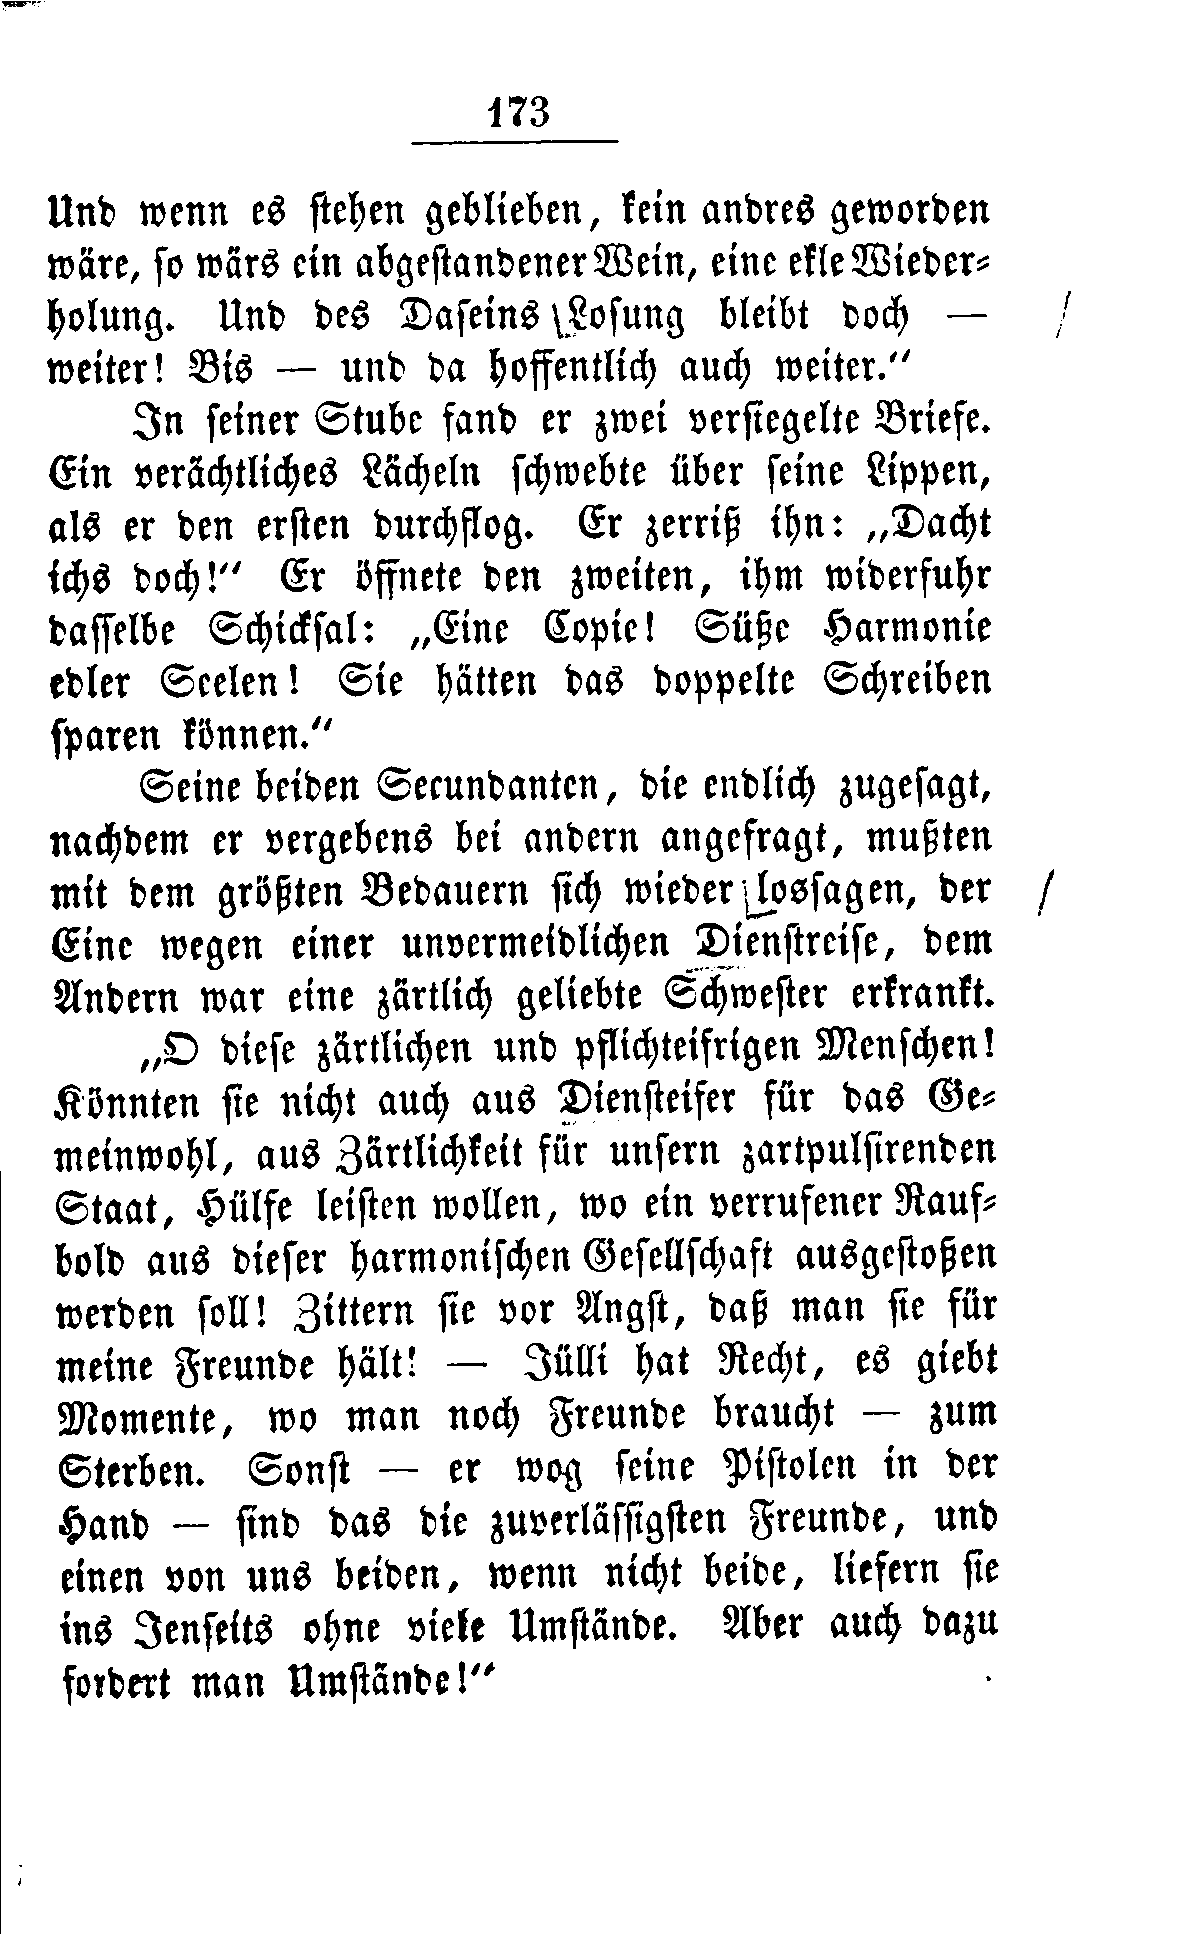 173
Und wenn es stehen geblieben, kein andres geworden
wäre, so wärs ein abgestandener Wein, eine ekle Wieder-
holung. Und des Daseins Losung bleibt doch —
weiter! Bis — und da hoffentlich auch weiter.“
In seiner Stube fand er zwei versiegelte Briefe.
Ein verächtliches Lächeln schwebte über seine Lippen,
als er den ersten durchflog. Er zerriß ihn: „Dacht
ichs doch!“ Er öffnete den zweiten, ihm widerfuhr
dasselbe Schicksal: „Eine Copie! Süße Harmonie
edler Seelen! Sie hätten das doppelte Schreiben
sparen können.“
Seine beiden Secundanten, die endlich zugesagt,
nachdem er vergebens bei andern angefragt, mußten
mit dem größten Bedauern sich wieder lossagen, der
Eine wegen einer unvermeidlichen Dienstreise, dem
Andern war eine zärtlich geliebte Schwester erkrankt.
„O diese zärtlichen und pflichteifrigen Menschen!
Könnten sie nicht auch aus Diensteifer für das Ge-
meinwohl, aus Zärtlichkeit für unsern zartpulsirenden
Staat, Hülfe leisten wollen, wo ein verrufener Rauf-
bold aus dieser harmonischen Gesellschaft ausgestoßen
werden soll! Zittern sie vor Angst, daß man sie für
meine Freunde hält! — Jülli hat Recht, es giebt
Momente, wo man noch Freunde braucht — zum
Sterben. Sonst — er wog seine Pistolen in der
Hand — sind das die zuverlässigsten Freunde, und
einen von uns beiden, wenn nicht beide, liefern sie
ins Jenseits ohne viele Umstände. Aber auch dazu
fordert man Umstände!“